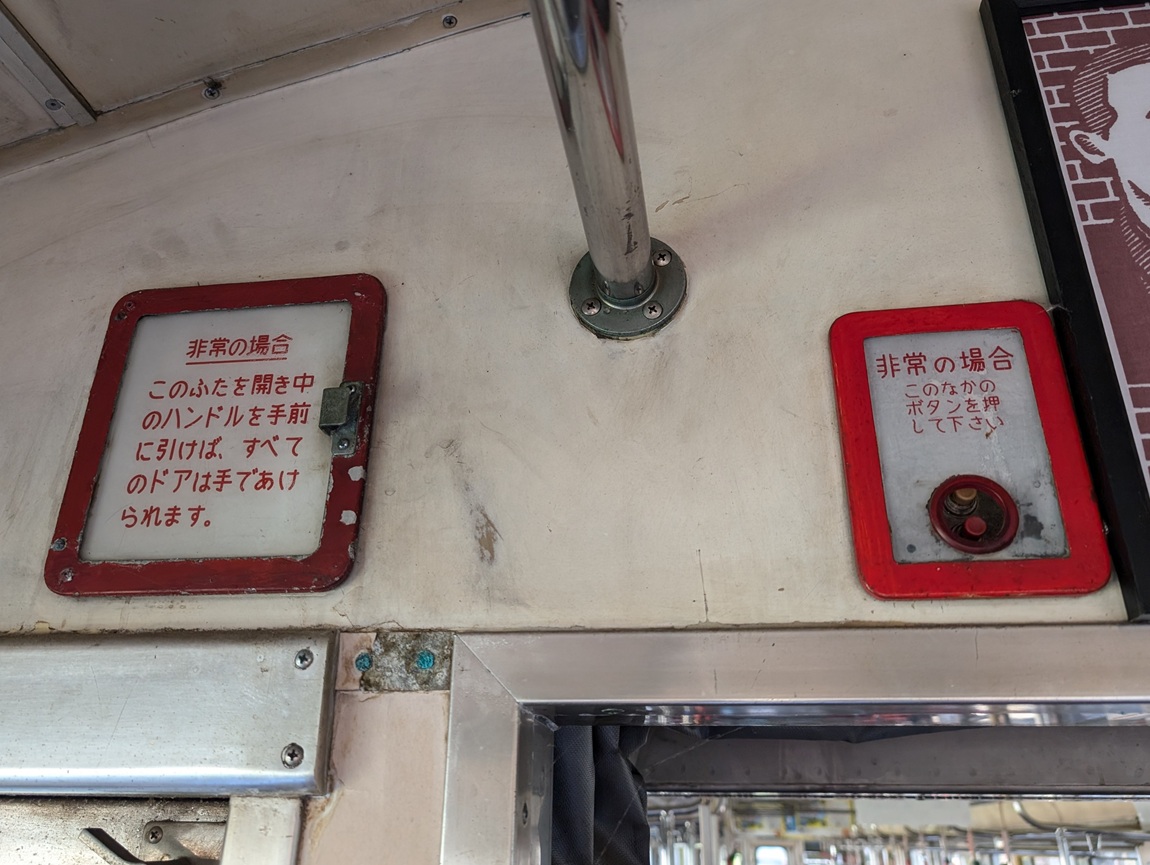 非常の場合
このふたを開き中
のハンドルを手前
に引けば、すべて
のドアは手であけ
られます。
非常の場合
このなかの
ボタンを押
して下さい